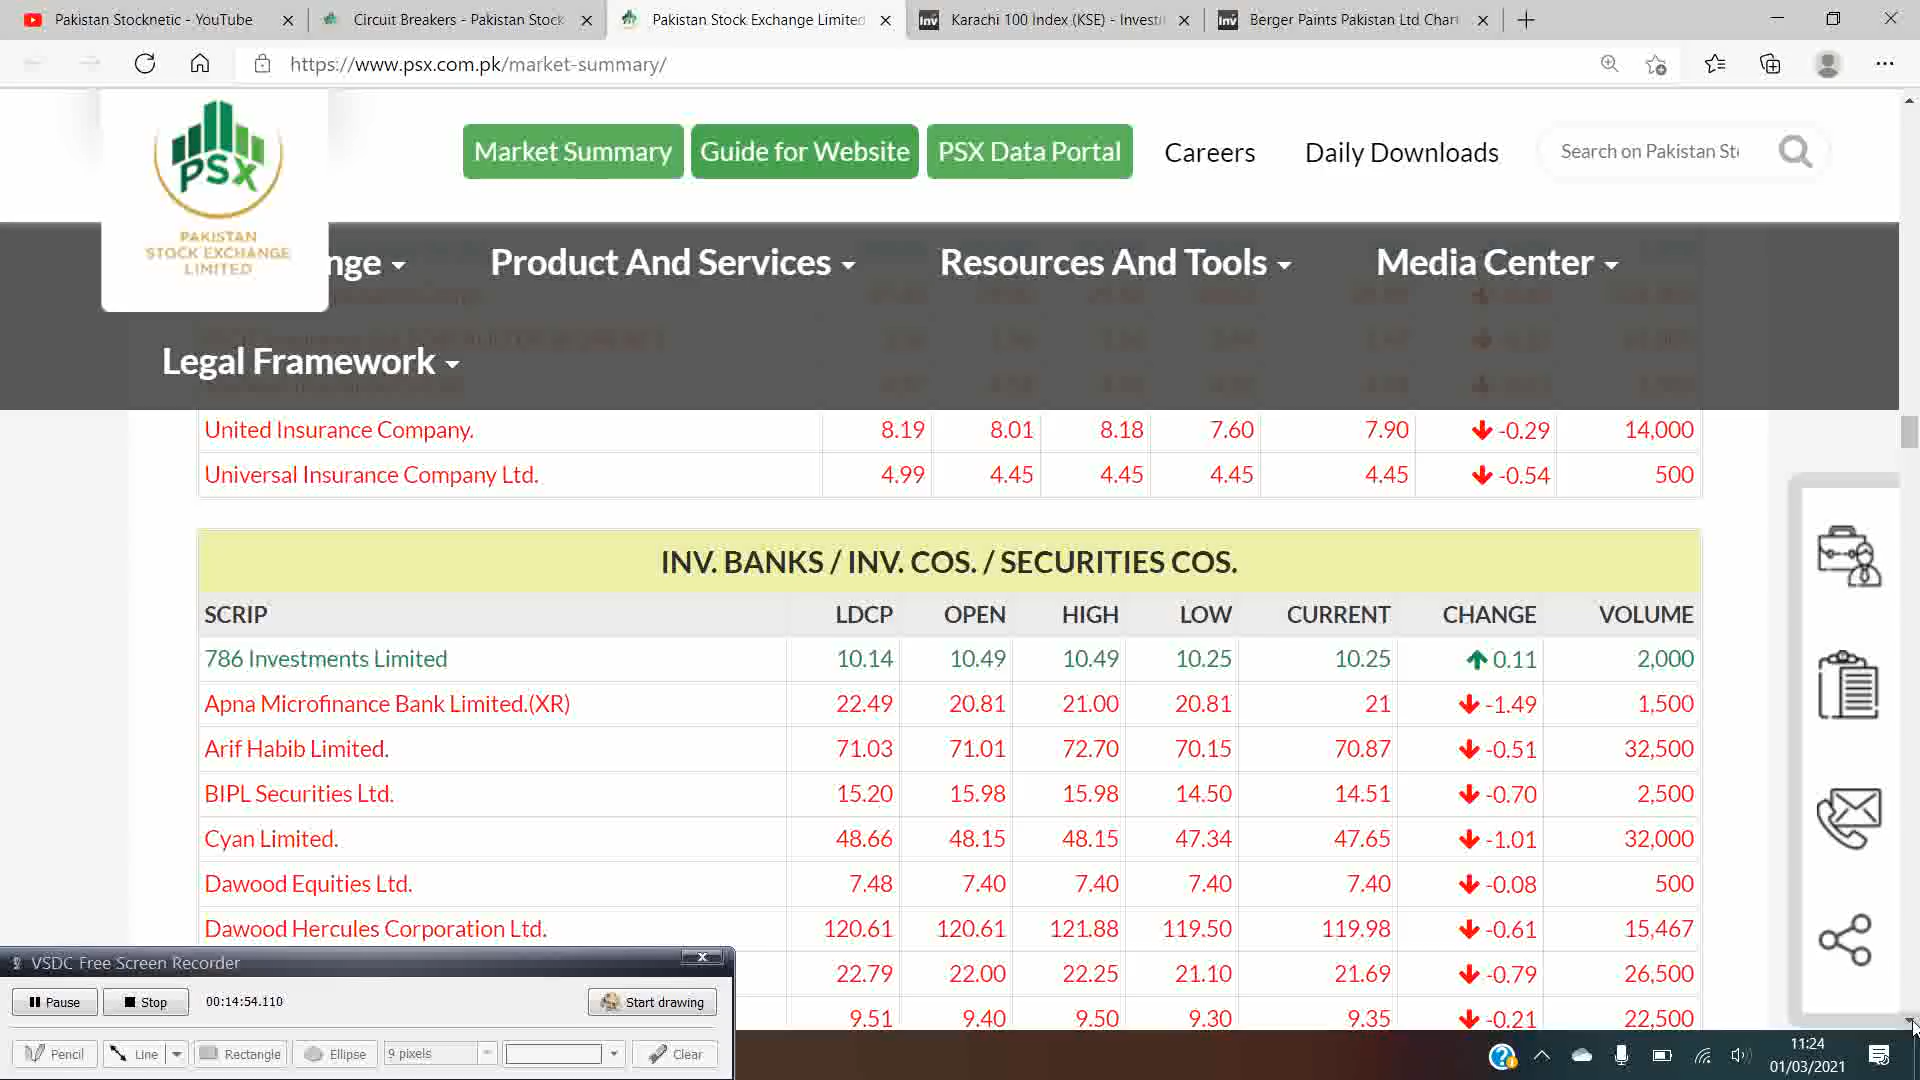 Pakistan Stocknetic - YouTube
Circuit Breakers - Pakistan Stock
Pakistan Stock Exchange Limited
Karachi 100 Index (KSE) - Investi
Berger Paints Pakistan Ltd Chart
https://www.psx.com.pk/market-summary/
PSX
PAKISTAN
STOCK EXCHANGE
LIMITED
Market Summary
Guide for Website
PSX Data Portal
Careers
Daily Downloads
Search on Pakistan Sto
nge
Product And Services
Resources And Tools
Media Center
Legal Framework
United Insurance Company. 8.19 8.01 8.18 7.60 7.90 -0.29 14,000
Universal Insurance Company Ltd. 4.99 4.45 4.45 4.45 4.45 -0.54 500
INV. BANKS / INV. COS. / SECURITIES COS.
SCRIP LDCP OPEN HIGH LOW CURRENT CHANGE VOLUME
786 Investments Limited 10.14 10.49 10.49 10.25 10.25 0.11 2,000
Apna Microfinance Bank Limited.(XR) 22.49 20.81 21.00 20.81 21 -1.49 1,500
Arif Habib Limited. 71.03 71.01 72.70 70.15 70.87 -0.51 32,500
BIPL Securities Ltd. 15.20 15.98 15.98 14.50 14.51 -0.70 2,500
Cyan Limited. 48.66 48.15 48.15 47.34 47.65 -1.01 32,000
Dawood Equities Ltd. 7.48 7.40 7.40 7.40 7.40 -0.08 500
Dawood Hercules Corporation Ltd. 120.61 120.61 121.88 119.50 119.98 -0.61 15,467
22.79 22.00 22.25 21.10 21.69 -0.79 26,500
9.51 9.40 9.50 9.30 9.35 -0.21 22,500
VSDC Free Screen Recorder
Pause
Stop
00:14:54.110
Start drawing
Pencil
Line
Rectangle
Ellipse
9 pixels
Clear
11:24
01/03/2021